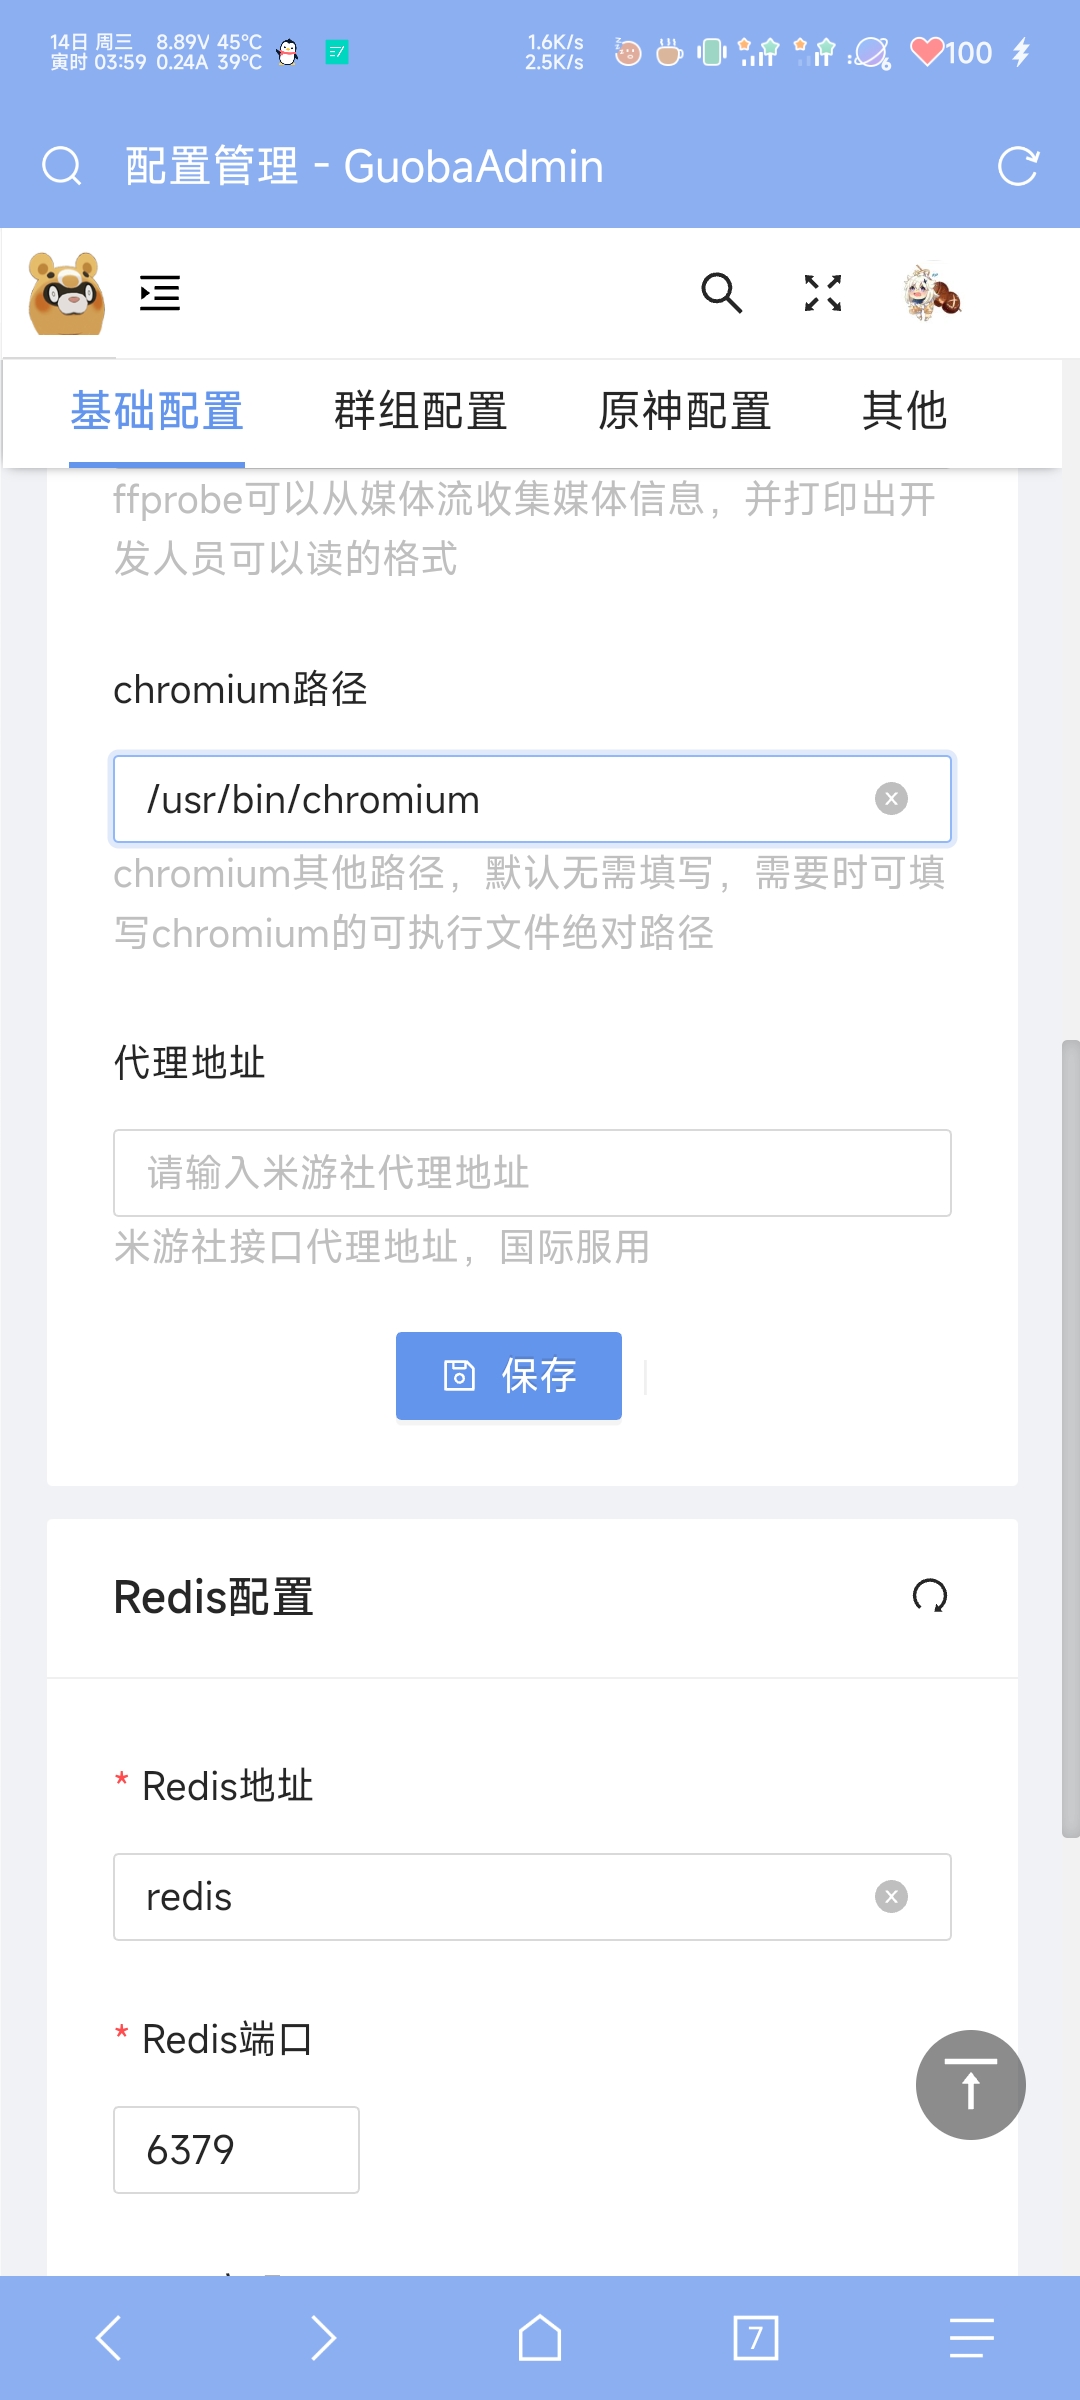 14日 周三 8.89V 45℃
寅时 03:59 0.24A 39℃
1.6K/s
2.5K/s
100
6
配置管理 - GuobaAdmin
基础配置 群组配置 原神配置 其他
ffprobe可以从媒体流收集媒体信息，并打印出开
发人员可以读的格式
chromium路径
/usr/bin/chromium
chromium其他路径，默认无需填写，需要时可填
写chromium的可执行文件绝对路径
代理地址
请输入米游社代理地址
米游社接口代理地址，国际服用
保存
Redis配置
* Redis地址
redis
* Redis端口
6379
7